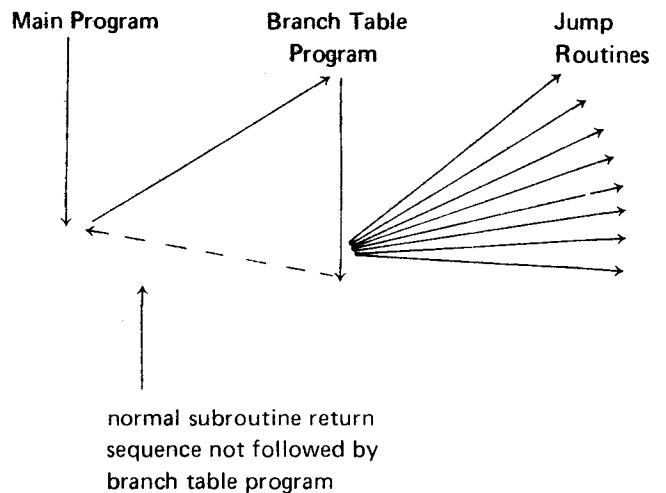 Main Program
Branch Table
Program
Jump
Routines
normal subroutine return
sequence not followed by
branch table program